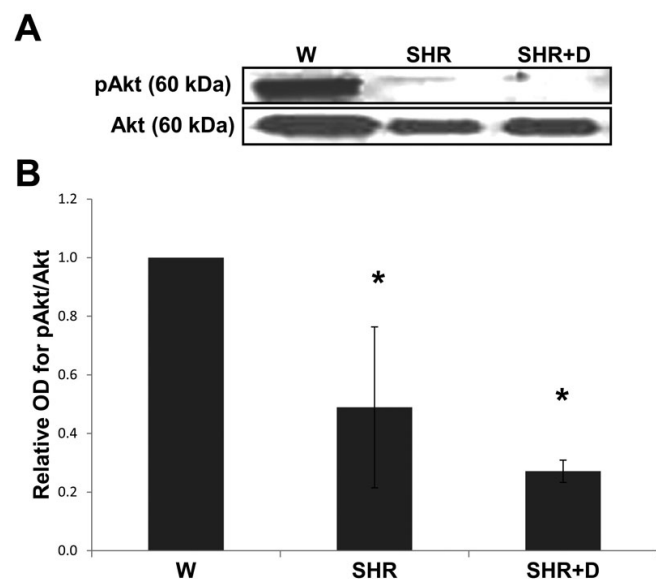 A
W SHR SHR+D
pAkt (60 kDa)
Akt (60 kDa)
B
Relative OD for pAkt/Akt
1.2
1.0
0.8
0.6
0.4
0.2
0.0
*
*
W SHR SHR+D